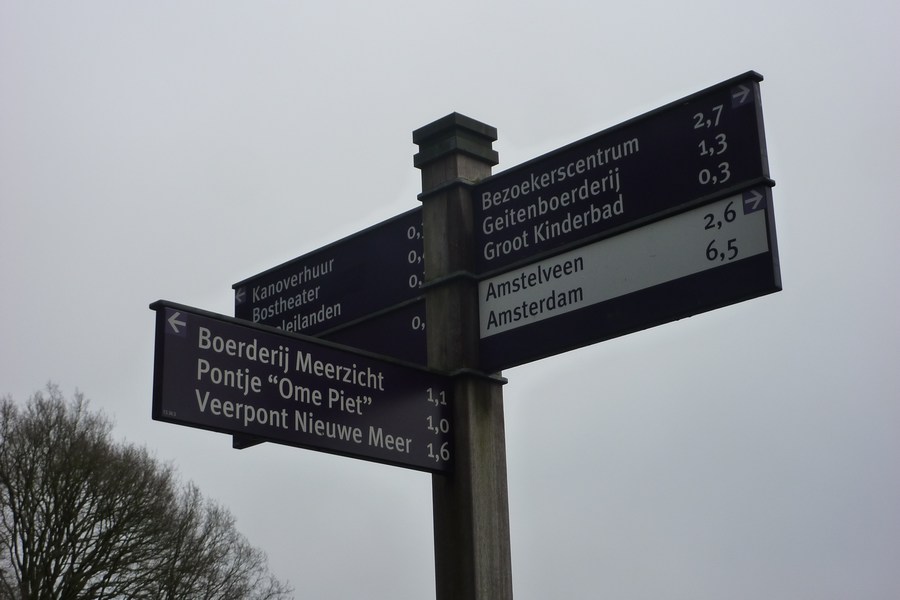 Bezoekerscentrum 2,7
Geitenboerderij 1,3
Groot Kinderbad 0,3
Amstelveen 2,6
Amsterdam 6,5
Kanoverhuur
Bostheater
Boerderij Meerzicht 1,1
Pontje “Ome Piet” 1,0
Veerpont Nieuwe Meer 1,6